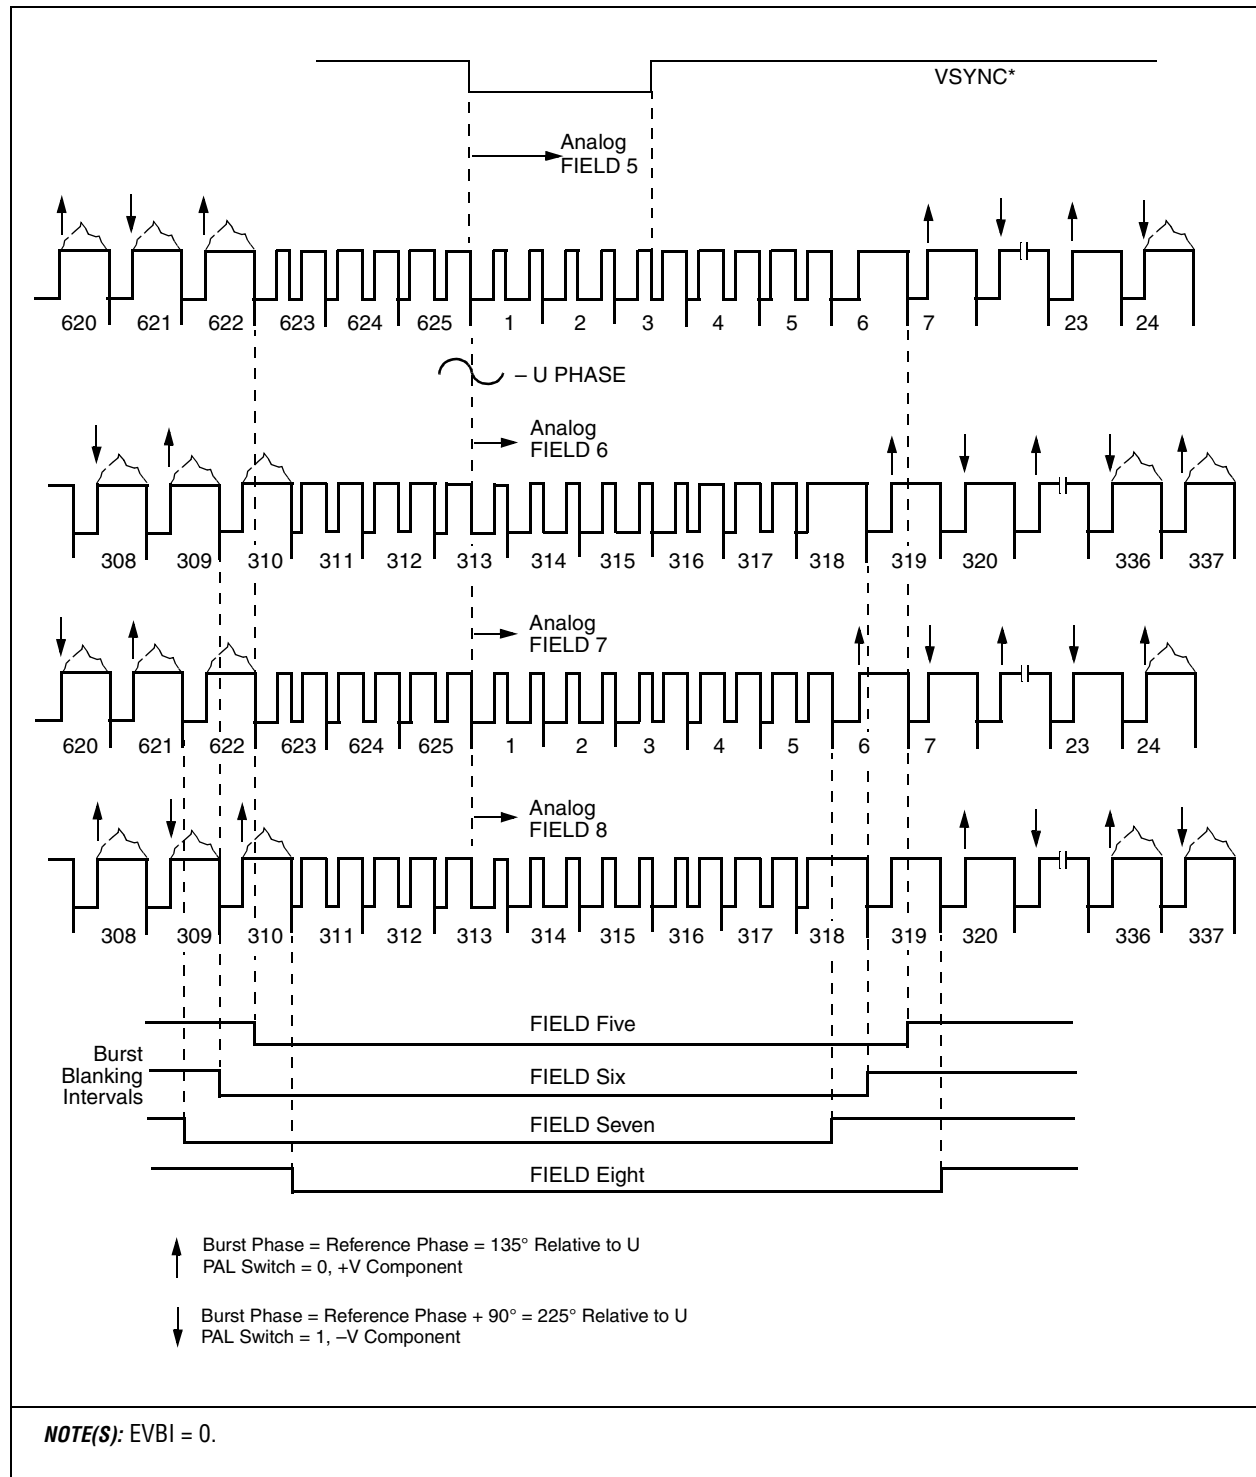 VSYNC*
Analog
FIELD 5
620 621 622 623 624 625 1 2 3 4 5 6 7 23 24
– U PHASE
Analog
FIELD 6
308 309 310 311 312 313 314 315 316 317 318 319 320 336 337
Analog
FIELD 7
620 621 622 623 624 625 1 2 3 4 5 6 7 23 24
Analog
FIELD 8
308 309 310 311 312 313 314 315 316 317 318 319 320 336 337
Burst
Blanking
Intervals
FIELD Five
FIELD Six
FIELD Seven
FIELD Eight
Burst Phase = Reference Phase = 135° Relative to U
PAL Switch = 0, +V Component
Burst Phase = Reference Phase + 90° = 225° Relative to U
PAL Switch = 1, –V Component
NOTE(S): EVBI = 0.